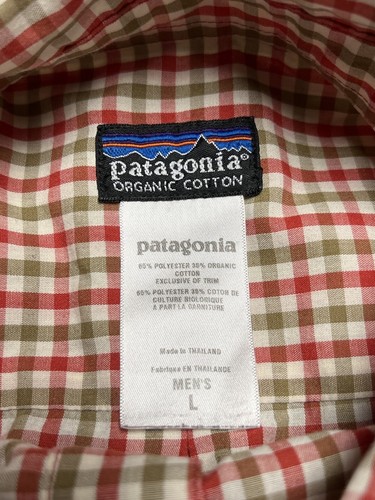 patagonia®
ORGANIC COTTON
patagonia
65% POLYESTER 35% ORGANIC
COTTON
EXCLUSIVE OF TRIM
65% POLYESTER 35% COTON DE
CULTURE BIOLOGIQUE
A PART LA GARNITURE
Made in THAILAND
Fabriqué EN THAILANDE
MEN'S
L